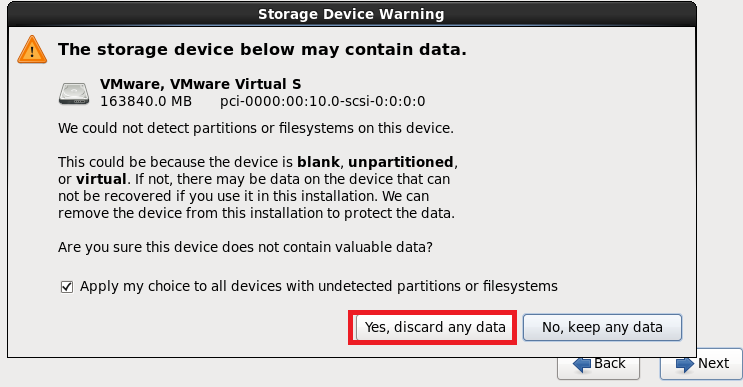 Storage Device Warning
The storage device below may contain data.
VMware, VMware Virtual S
163840.0 MB pci-0000:00:10.0-scsi-0:0:0:0
We could not detect partitions or filesystems on this device.
This could be because the device is blank, unpartitioned,
or virtual. If not, there may be data on the device that can
not be recovered if you use it in this installation. We can
remove the device from this installation to protect the data.
Are you sure this device does not contain valuable data?
Apply my choice to all devices with undetected partitions or filesystems
Yes, discard any data No, keep any data
Back Next